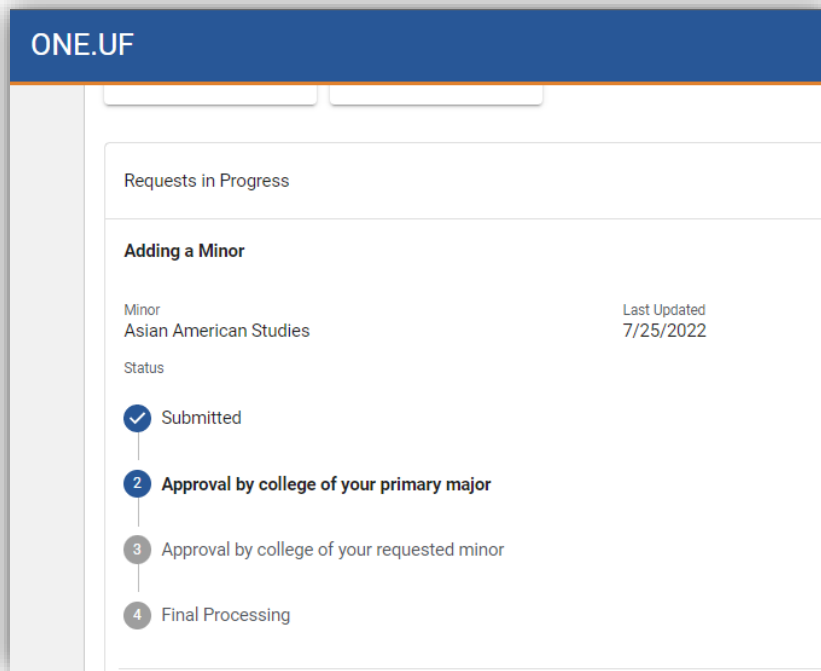 ONE.UF
Requests in Progress
Adding a Minor
Minor
Last Updated
Asian American Studies
7/25/2022
Status
Submitted
2 Approval by college of your primary major
3 Approval by college of your requested minor
4 Final Processing